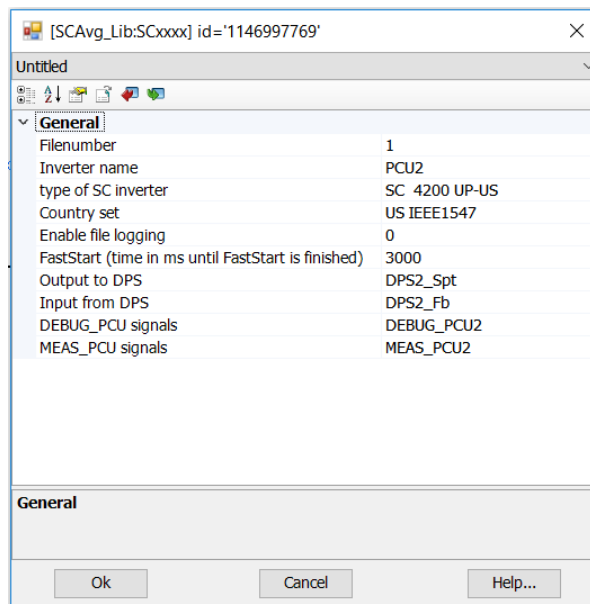 [SCAvg_Lib:SCxxxx] id='1146997769'
Untitled
General
Filenumber 1
Inverter name PCU2
type of SC inverter SC 4200 UP-US
Country set US IEEE1547
Enable file logging 0
FastStart (time in ms until FastStart is finished) 3000
Output to DPS DPS2_Spt
Input from DPS DPS2_Fb
DEBUG_PCU signals DEBUG_PCU2
MEAS_PCU signals MEAS_PCU2
General
Ok Cancel Help...